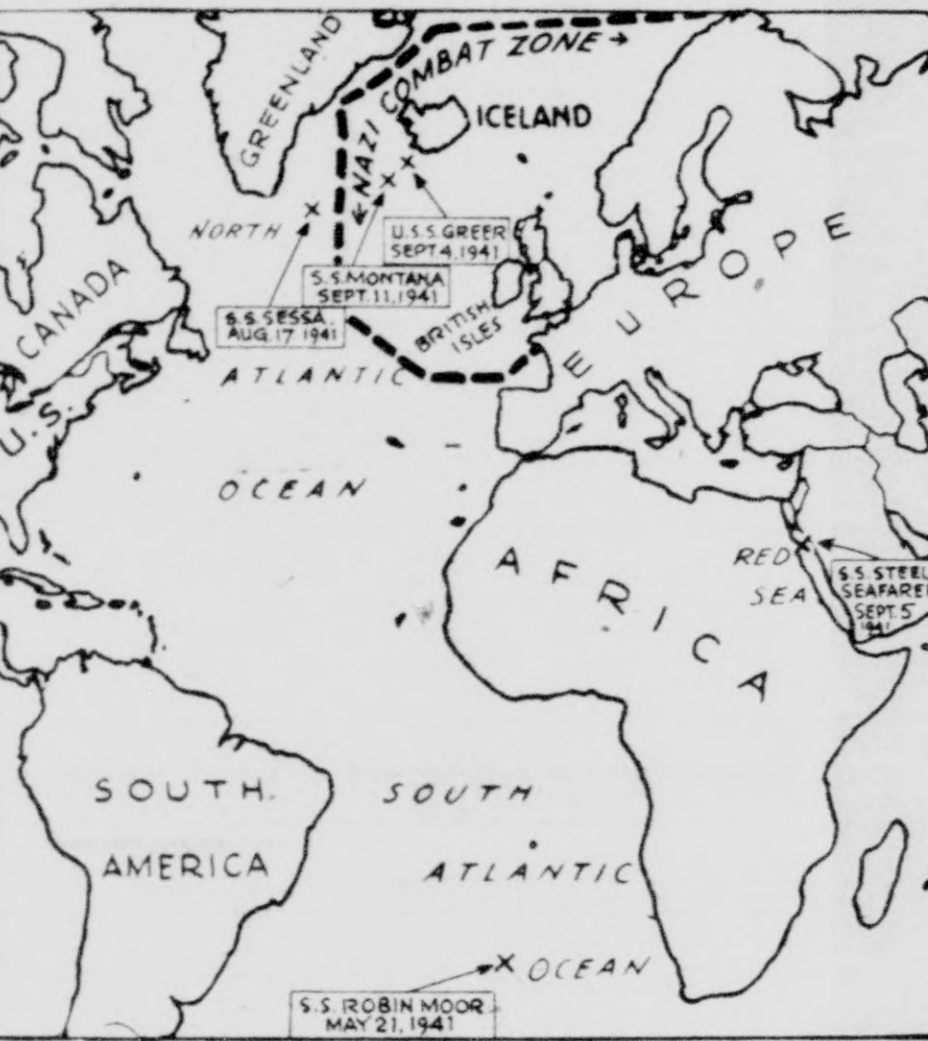 GREENLAND
← NAZI COMBAT ZONE →
ICELAND
NORTH
U.S.S. GREER
SEPT. 4, 1941
S.S. MONTANA
SEPT. 11, 1941
S.S. SESSA
AUG. 17 1941
CANADA
BRITISH
ISLES
EUROPE
ATLANTIC
U.S.
OCEAN
AFRICA
RED
SEA
S.S. STEEL
SEAFARE
SEPT. 5
1941
SOUTH
AMERICA
SOUTH
ATLANTIC
OCEAN
S.S. ROBIN MOOR
MAY 21, 1941